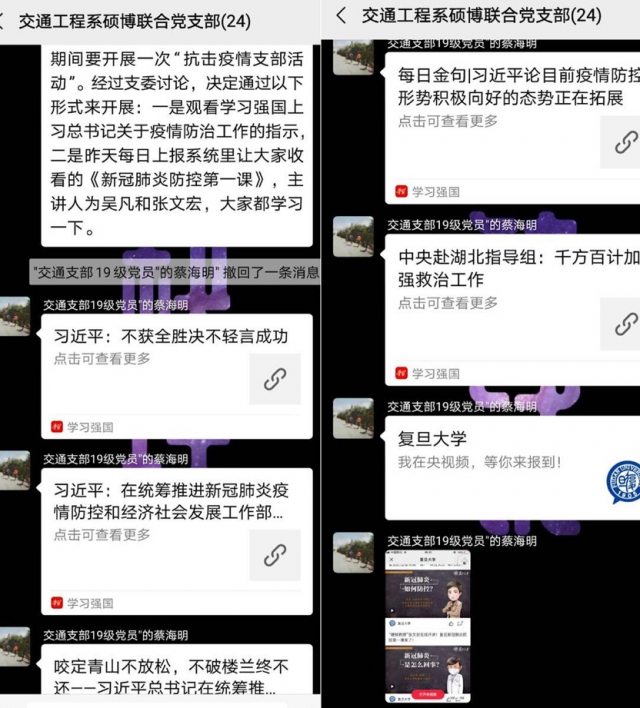 交通工程系硕博联合党支部(24)
期间要开展一次“抗击疫情支部活
动”。经过支委讨论，决定通过以下
形式来开展：一是观看学习强国上
习总书记关于疫情防治工作的指示，
二是昨天每日上报系统里让大家收
看的《新冠肺炎防控第一课》，主
讲人为吴凡和张文宏，大家都学习
一下。
"交通支部19级党员"的蔡海明" 撤回了一条消息
交通支部19级党员"的蔡海明
习近平：不获全胜决不轻言成功
点击可查看更多
学习强国
交通支部19级党员"的蔡海明
习近平：在统筹推进新冠肺炎疫
情防控和经济社会发展工作部...
点击可查看更多
学习强国
交通支部19级党员"的蔡海明
咬定青山不放松，不破楼兰终不
还——习近平总书记在统筹推...
交通工程系硕博联合党支部(24)
交通支部19级党员"的蔡海明
每日金句|习近平论目前疫情防控
形势积极向好的态势正在拓展
点击可查看更多
学习强国
交通支部19级党员"的蔡海明
中央赴湖北指导组：千方百计加
强救治工作
点击可查看更多
学习强国
交通支部19级党员"的蔡海明
复旦大学
我在央视频，等你来报到！
交通支部19级党员"的蔡海明
复旦大学
新冠肺炎
如何防控？
复旦大学
新冠肺炎
是怎么回事？